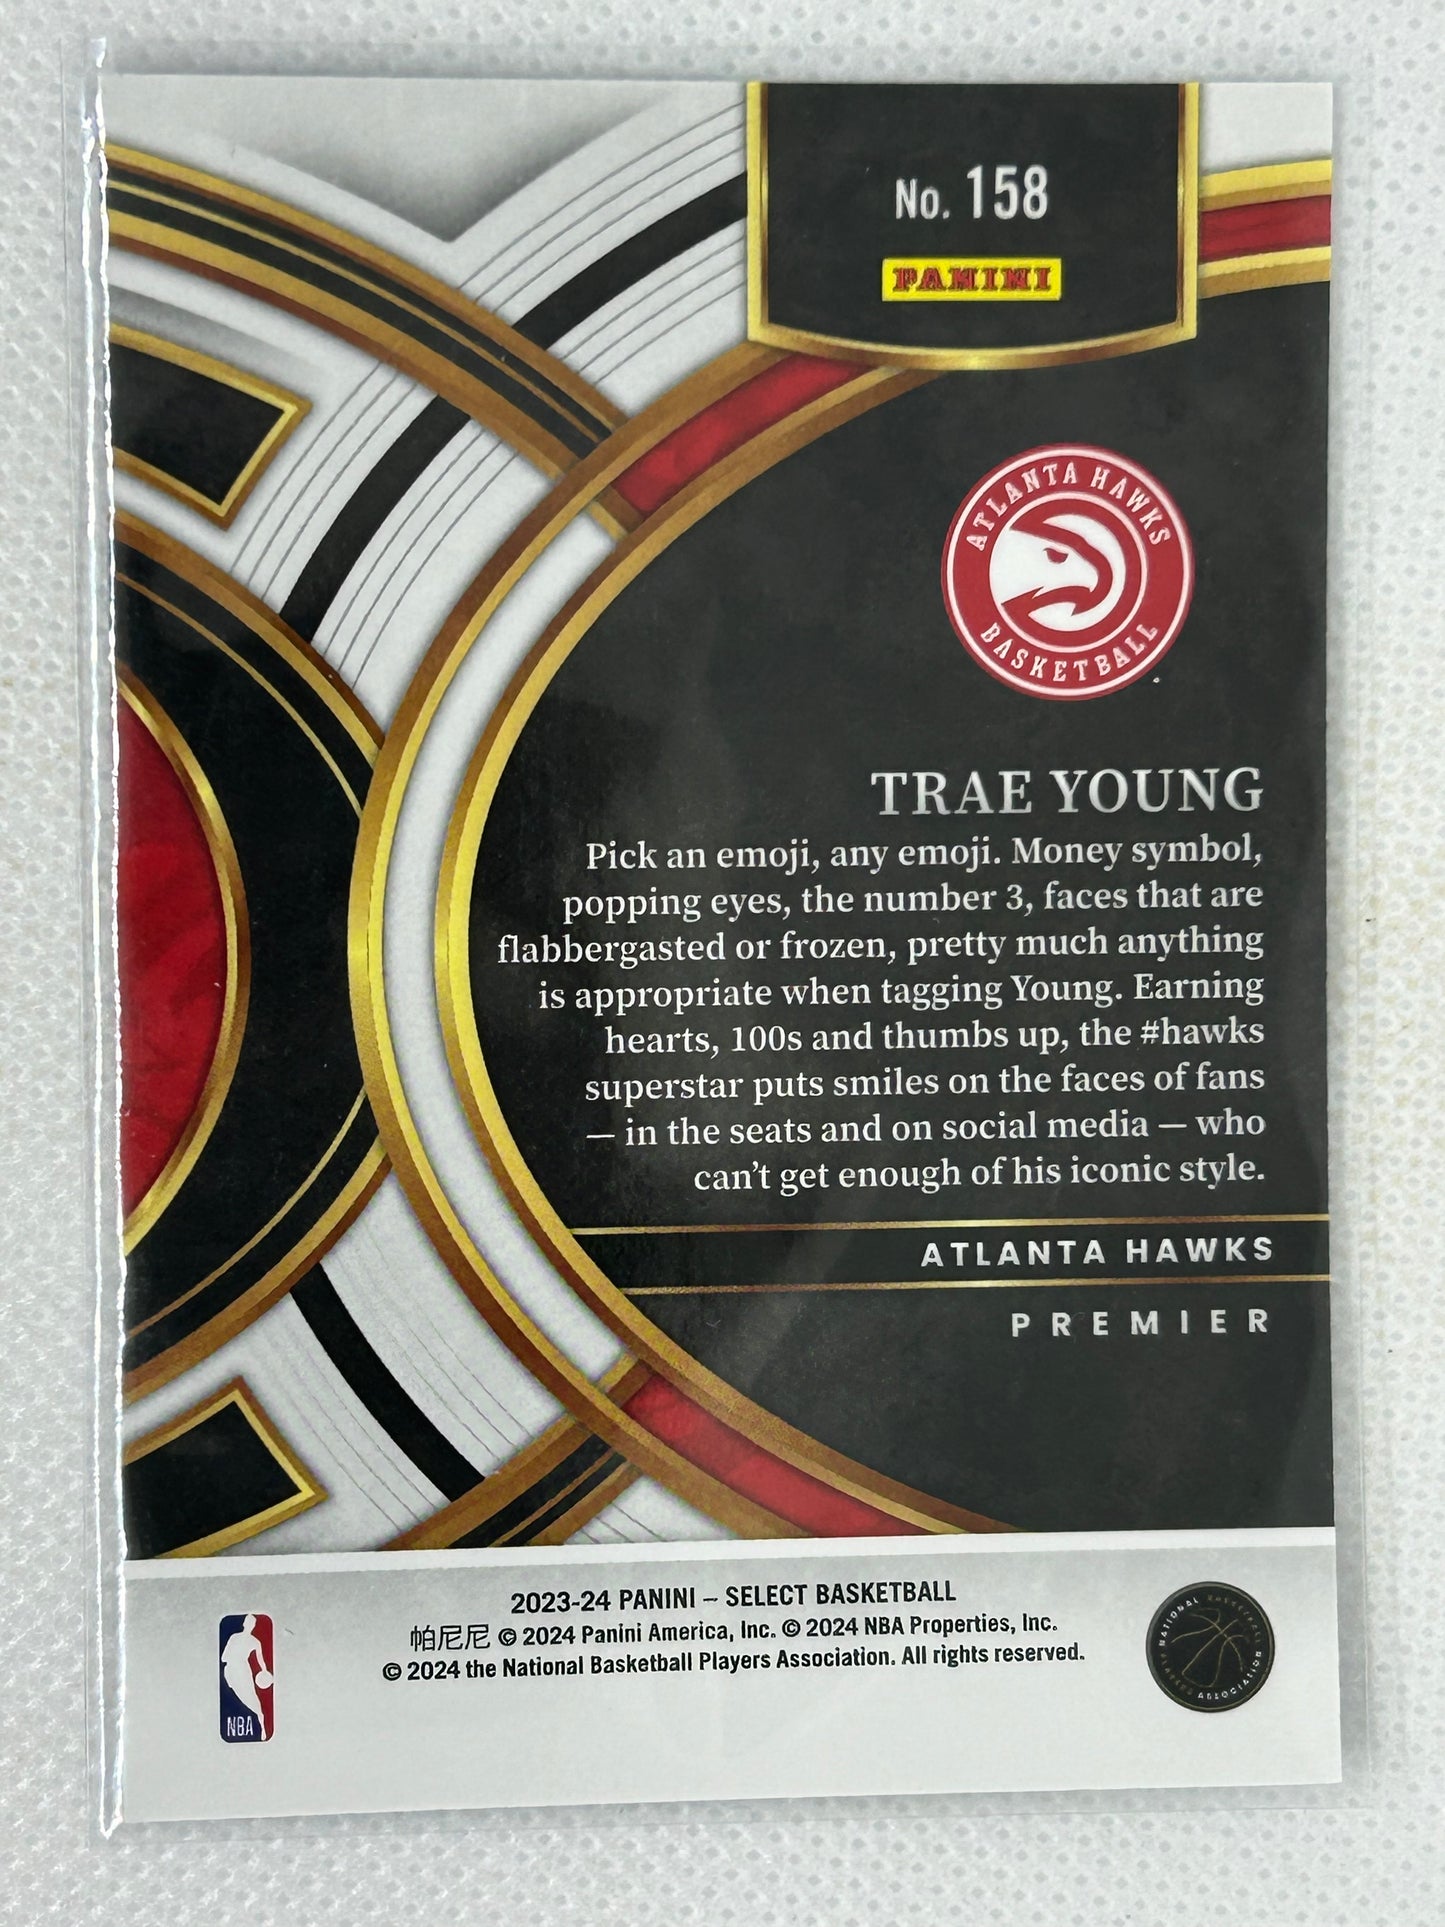 No. 158
PANINI
ATLANTA HAWKS
BASKETBALL
TRAE YOUNG
Pick an emoji, any emoji. Money symbol,
popping eyes, the number 3, faces that are
flabbergasted or frozen, pretty much anything
is appropriate when tagging Young. Earning
hearts, 100s and thumbs up, the #hawks
superstar puts smiles on the faces of fans
— in the seats and on social media — who
can't get enough of his iconic style.
ATLANTA HAWKS
PREMIER
2023-24 PANINI – SELECT BASKETBALL
帕尼尼 © 2024 Panini America, Inc. © 2024 NBA Properties, Inc.
© 2024 the National Basketball Players Association. All rights reserved.
NBA
NATIONAL BASKETBALL PLAYERS ASSOCIATION